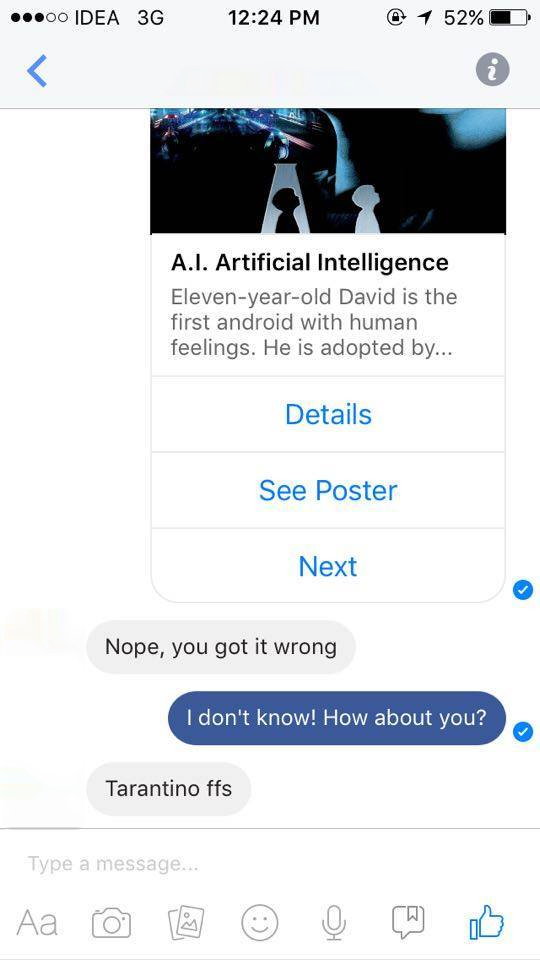 IDEA 3G 12:24 PM 52%
A.I. Artificial Intelligence
Eleven-year-old David is the
first android with human
feelings. He is adopted by...
Details
See Poster
Next
Nope, you got it wrong
I don't know! How about you?
Tarantino ffs
Type a message...
Aa